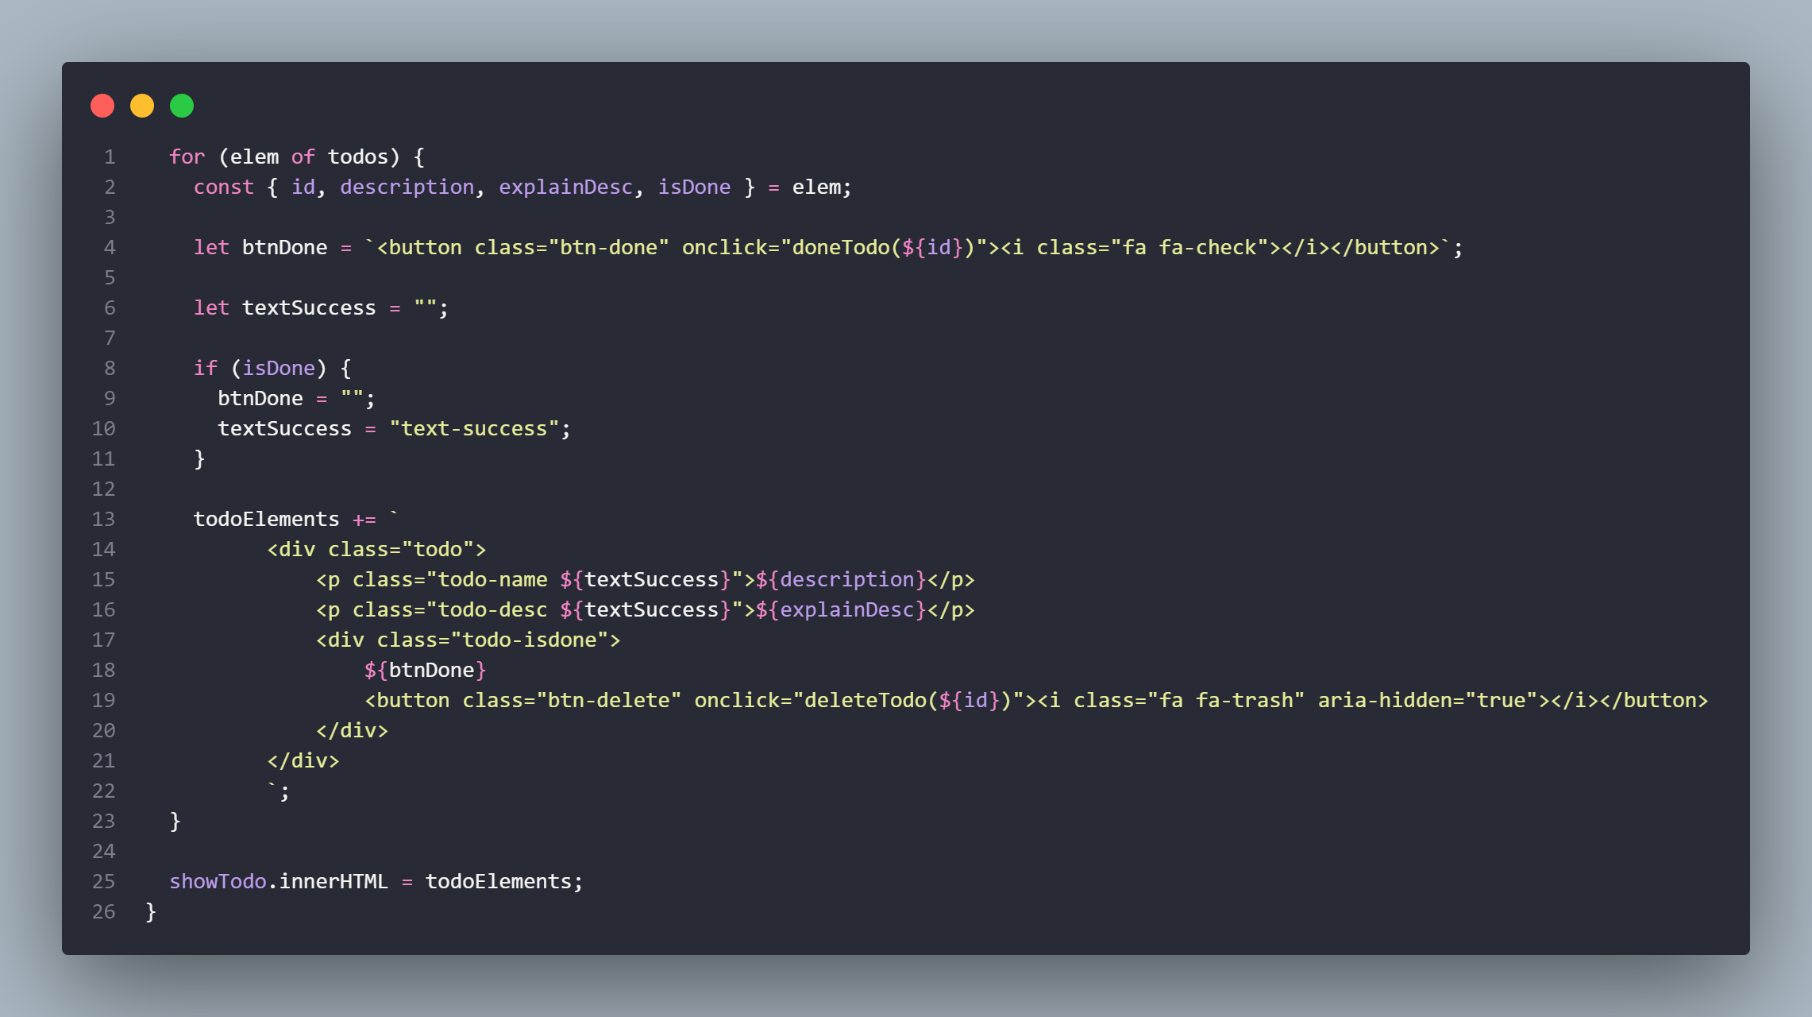 1 for (elem of todos) {
2 const { id, description, explainDesc, isDone } = elem;
3
4 let btnDone = `<button class="btn-done" onclick="doneTodo(${id})"><i class="fa fa-check"></i></button>`;
5
6 let textSuccess = "";
7
8 if (isDone) {
9 btnDone = "";
10 textSuccess = "text-success";
11 }
12
13 todoElements += `
14 <div class="todo">
15 <p class="todo-name ${textSuccess}">${description}</p>
16 <p class="todo-desc ${textSuccess}">${explainDesc}</p>
17 <div class="todo-isdone">
18 ${btnDone}
19 <button class="btn-delete" onclick="deleteTodo(${id})"><i class="fa fa-trash" aria-hidden="true"></i></button>
20 </div>
21 </div>
22 `;
23 }
24
25 showTodo.innerHTML = todoElements;
26 }